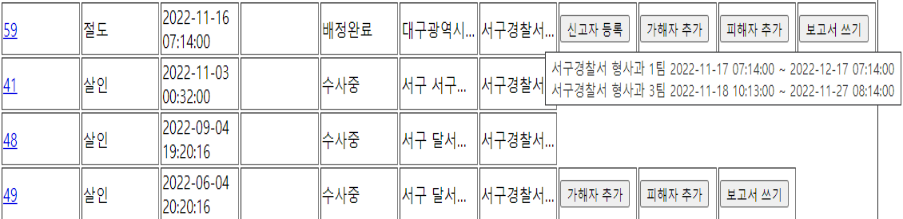 59 절도 2022-11-16 07:14:00 배정완료 대구광역시... 서구경찰서... 신고자 등록 가해자 추가 피해자 추가 보고서 쓰기
서구경찰서 형사과 1팀 2022-11-17 07:14:00 ~ 2022-12-17 07:14:00
서구경찰서 형사과 3팀 2022-11-18 10:13:00 ~ 2022-11-27 08:14:00
41 살인 2022-11-03 00:32:00 수사중 서구 서구... 서구경찰서
48 살인 2022-09-04 19:20:16 수사중 서구 달서... 서구경찰서...
49 살인 2022-06-04 20:20:16 수사중 서구 달서... 서구경찰서... 가해자 추가 피해자 추가 보고서 쓰기